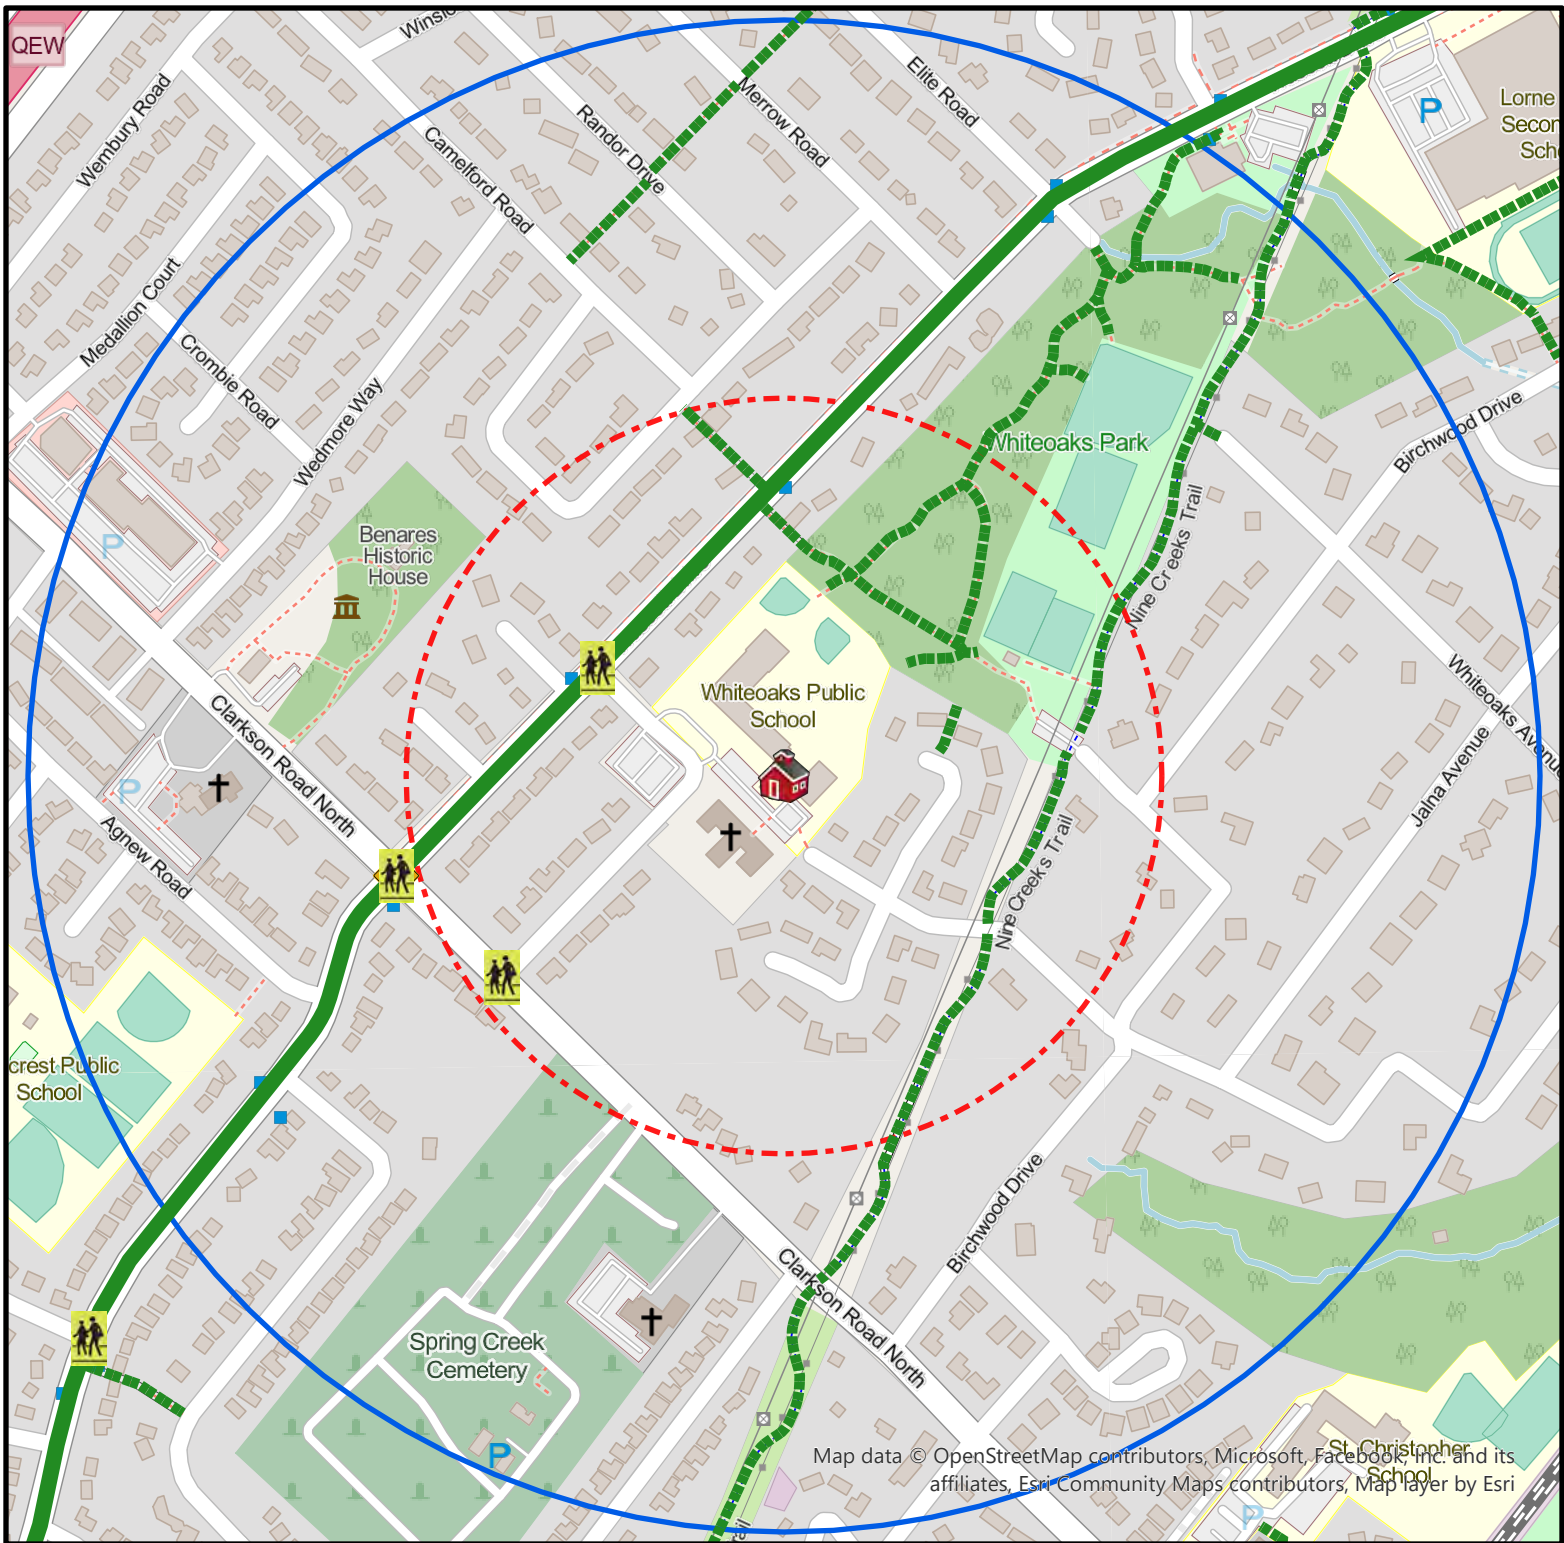 QEW
Winsl
Wembury Road
Elite Road
Merrow Road
Randor Drive
Camelford Road
P
Lorne
Secon
Scho
Medallion Court
Crombie Road
Wedmore Way
Birchwood Drive
Whiteoaks Park
P
Benares
Historic
House
Nine Creeks Trail
Whiteoaks Public
School
Whiteoaks Avenue
Clarkson Road North
Jalna Avenue
P
Agnew Road
Nine Creeks Trail
crest Public
School
Birchwood Drive
Clarkson Road North
Spring Creek
Cemetery
P
St. Christopher
School
Map data © OpenStreetMap contributors, Microsoft, Facebook, Inc. and its
affiliates, Esri Community Maps contributors, Map layer by Esri
P
rail